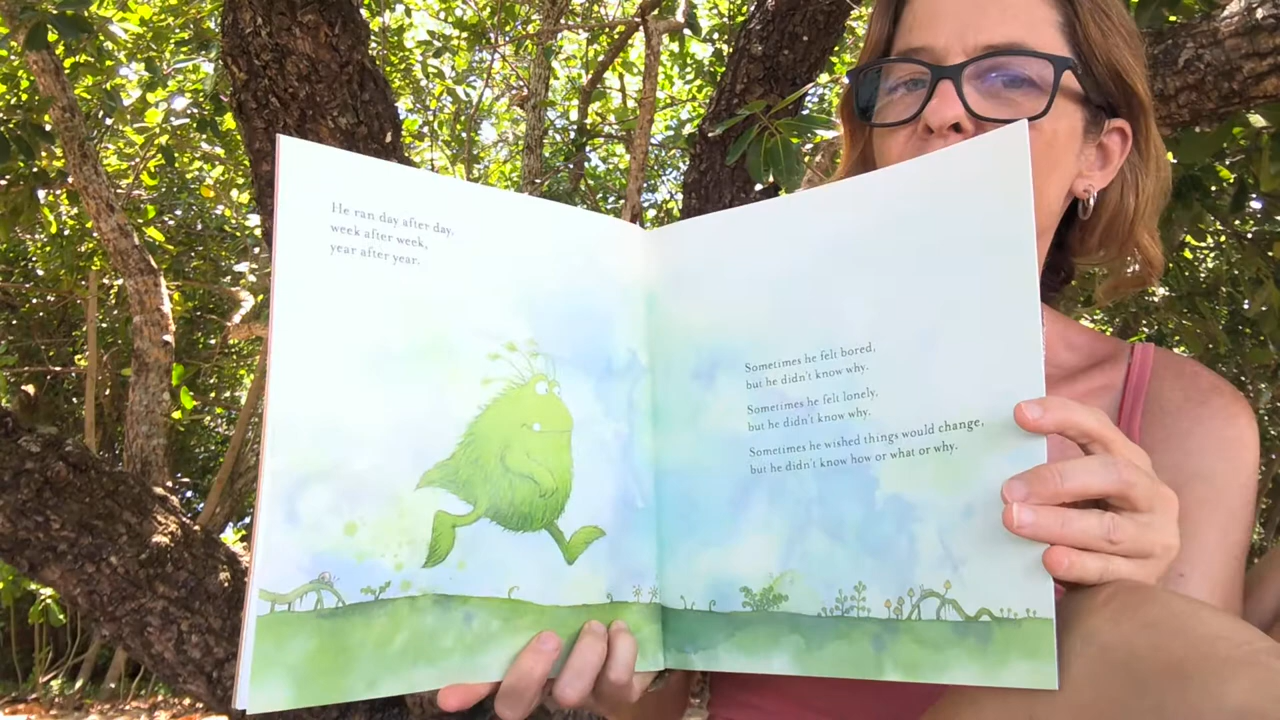 He ran day after day,
week after week,
year after year.
Sometimes he felt bored,
but he didn't know why.
Sometimes he felt lonely,
but he didn't know why.
Sometimes he wished things would change,
but he didn't know how or what or why.